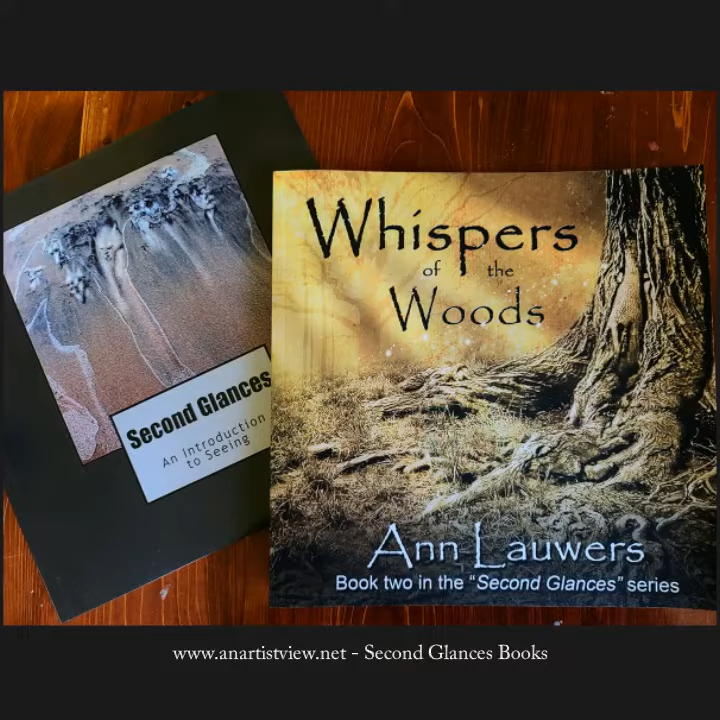 Second Glances
An Introduction
to Seeing
Whispers
of the
Woods
Ann Lauwers
Book two in the “Second Glances” series
www.anartistview.net - Second Glances Books